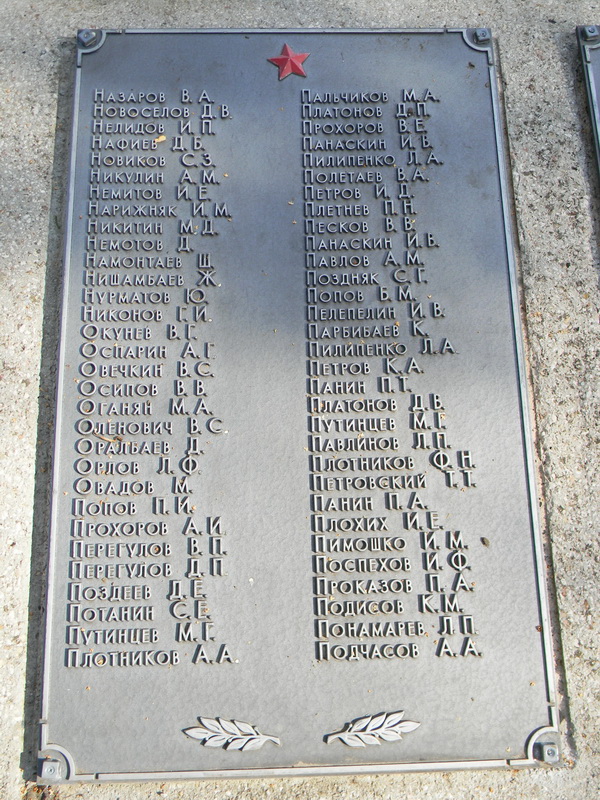 Назаров В.А.
Новоселов Д.В.
Нелидов И.П.
Нафиев Д.Б.
Новиков С.З.
Никулин А.М.
Немитов И.Е.
Нарижняк И.М.
Никитин М.Д.
Немотов Д.
Намонтаев Ш.
Нишамбаев Ж.
Нурматов Ю.
Никонов Г.И.
Окунев В.Г.
Оспарин А.Г.
Овечкин В.С.
Осипов В.В.
Оганян М.А.
Оленович В.С.
Оралбаев Д.
Орлов Л.Ф.
Овадов М.
Попов П.И.
Прохоров А.И.
Перегулов В.П.
Перегулов Д.П.
Поздеев Д.Е.
Потанин С.Е.
Путинцев М.Г.
Плотников А.А.
Пальчиков М.А.
Платонов Д.П.
Прохоров В.Е.
Панаскин И.В.
Пилипенко Л.А.
Полетаев В.А.
Петров И.Д.
Плетнев П.Н.
Песков В.В.
Панаскин И.В.
Павлов А.М.
Поздняк С.Г.
Попов Б.М.
Пелепелин И.В.
Парбибаев К.
Пилипенко Л.А.
Петров К.А.
Панин П.Т.
Платонов Д.В.
Путинцев М.Г.
Павлинов Л.П.
Плотников Ф.Н.
Петровский Т.Т.
Панин П.А.
Плохих И.Е.
Пимошко И.М.
Поспехов И.Ф.
Проказов П.А.
Подисов К.М.
Понамарев Л.П.
Подчасов А.А.